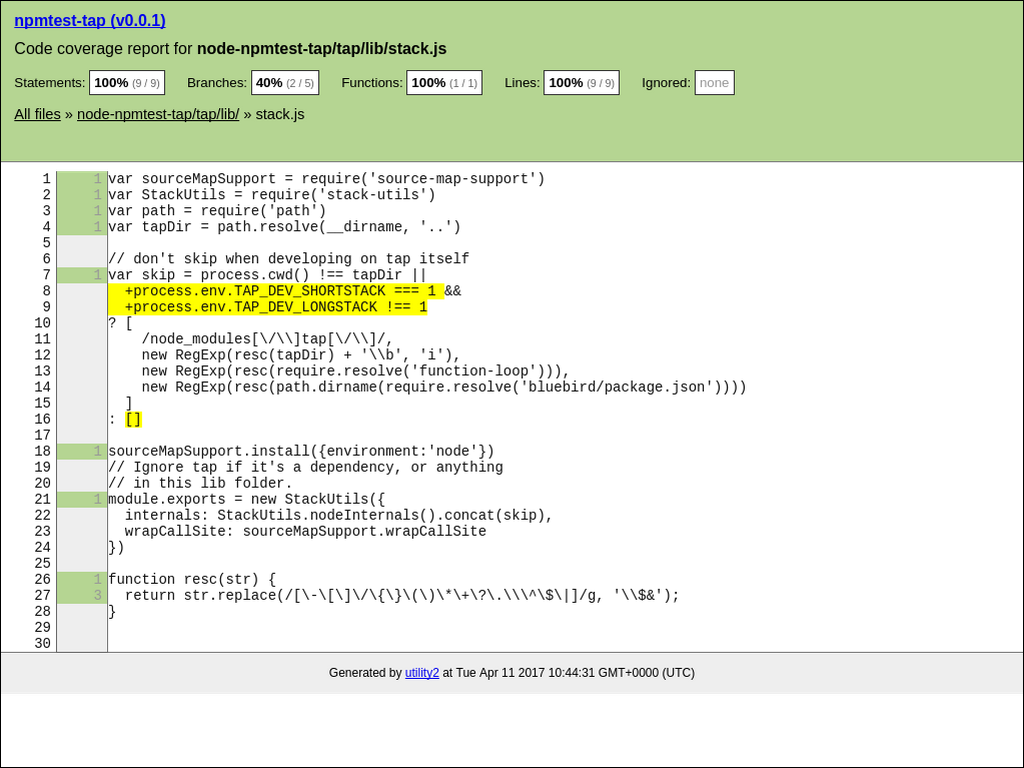 npmtest-tap (v0.0.1)
Code coverage report for node-npmtest-tap/tap/lib/stack.js
Statements: 100% (9 / 9) Branches: 40% (2 / 5) Functions: 100% (1 / 1) Lines: 100% (9 / 9) Ignored: none
All files » node-npmtest-tap/tap/lib/ » stack.js
1 1 var sourceMapSupport = require('source-map-support')
2 1 var StackUtils = require('stack-utils')
3 1 var path = require('path')
4 1 var tapDir = path.resolve(__dirname, '..')
5
6 // don't skip when developing on tap itself
7 1 var skip = process.cwd() !== tapDir ||
8   +process.env.TAP_DEV_SHORTSTACK === 1 &&
9   +process.env.TAP_DEV_LONGSTACK !== 1
10 ? [
11     /node_modules[\/\\]tap[\/\\]/,
12     new RegExp(resc(tapDir) + '\\b', 'i'),
13     new RegExp(resc(require.resolve('function-loop'))),
14     new RegExp(resc(path.dirname(require.resolve('bluebird/package.json'))))
15   ]
16 : []
17
18 1 sourceMapSupport.install({environment:'node'})
19 // Ignore tap if it's a dependency, or anything
20 // in this lib folder.
21 1 module.exports = new StackUtils({
22   internals: StackUtils.nodeInternals().concat(skip),
23   wrapCallSite: sourceMapSupport.wrapCallSite
24 })
25
26 1 function resc(str) {
27 3   return str.replace(/[\-\[\]\/\{\}\(\)\*\+\?\.\\\^\$\|]/g, '\\$&');
28 }
29
30
Generated by utility2 at Tue Apr 11 2017 10:44:31 GMT+0000 (UTC)